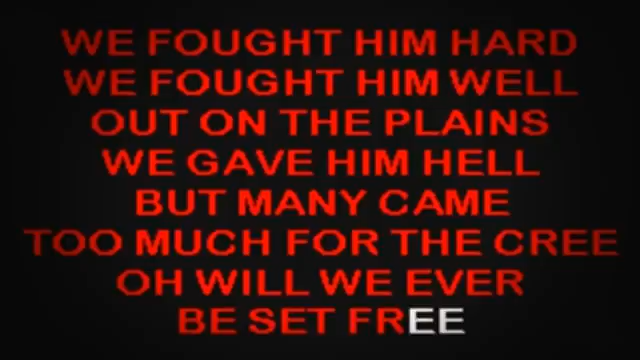 WE FOUGHT HIM HARD
WE FOUGHT HIM WELL
OUT ON THE PLAINS
WE GAVE HIM HELL
BUT MANY CAME
TOO MUCH FOR THE CREE
OH WILL WE EVER
BE SET FREE